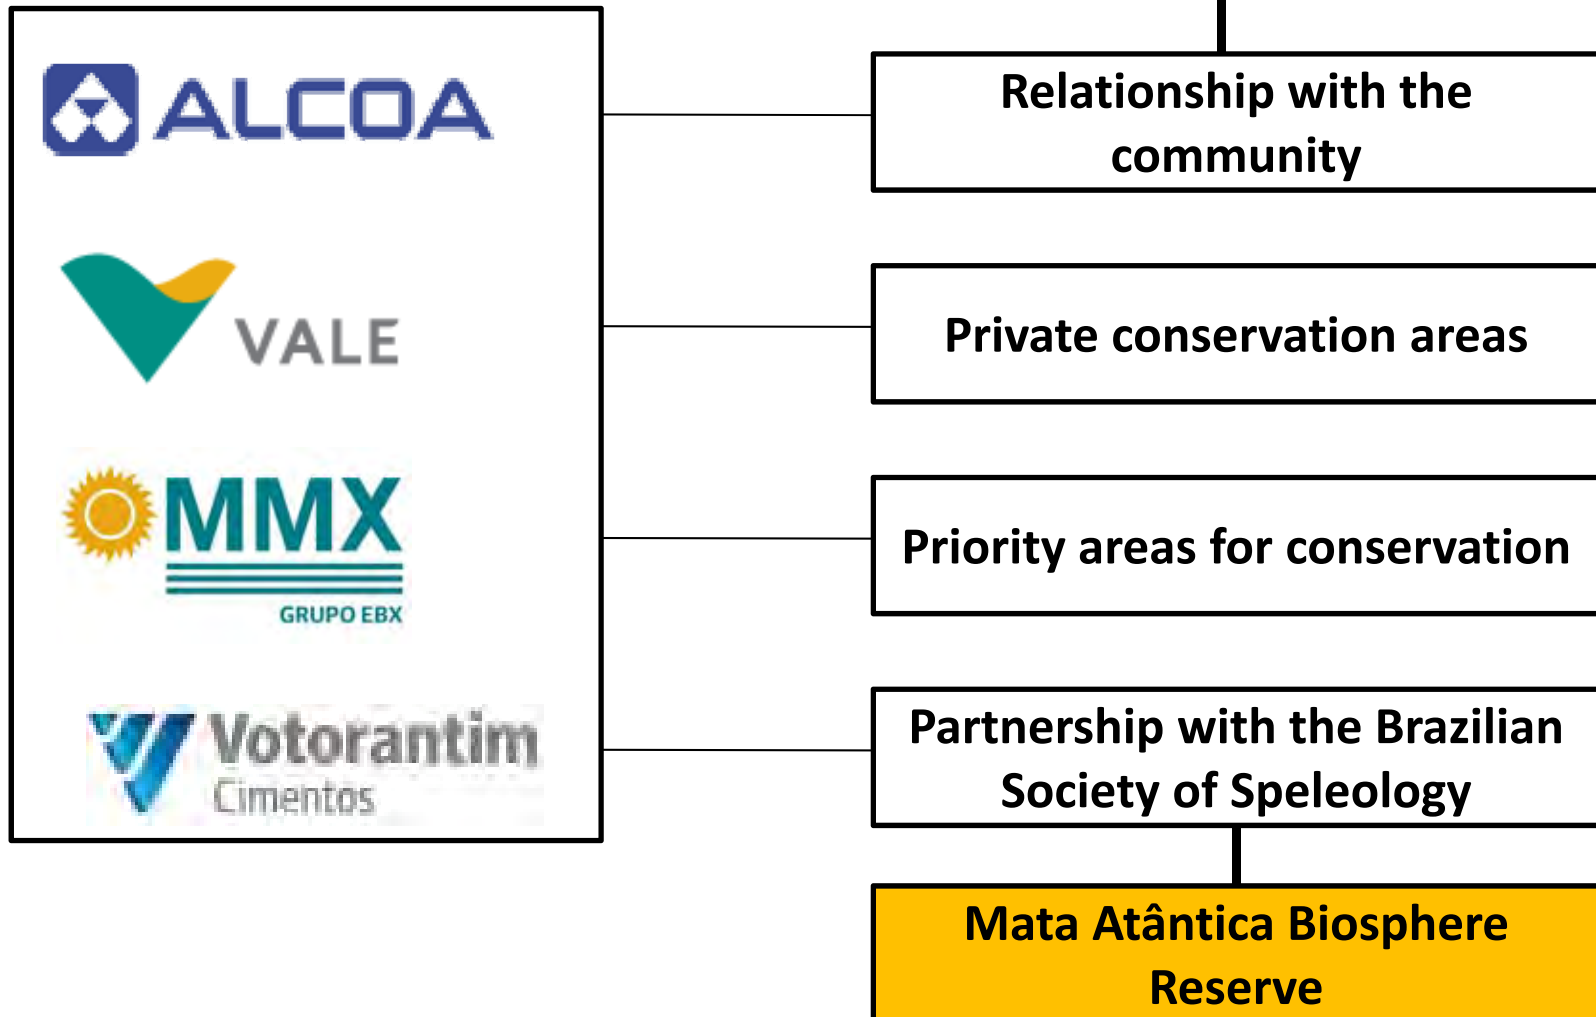 ALCOA
Relationship with the
community
VALE
Private conservation areas
MMX
GRUPO EBX
Priority areas for conservation
Votorantim
Cimentos
Partnership with the Brazilian
Society of Speleology
Mata Atântica Biosphere
Reserve